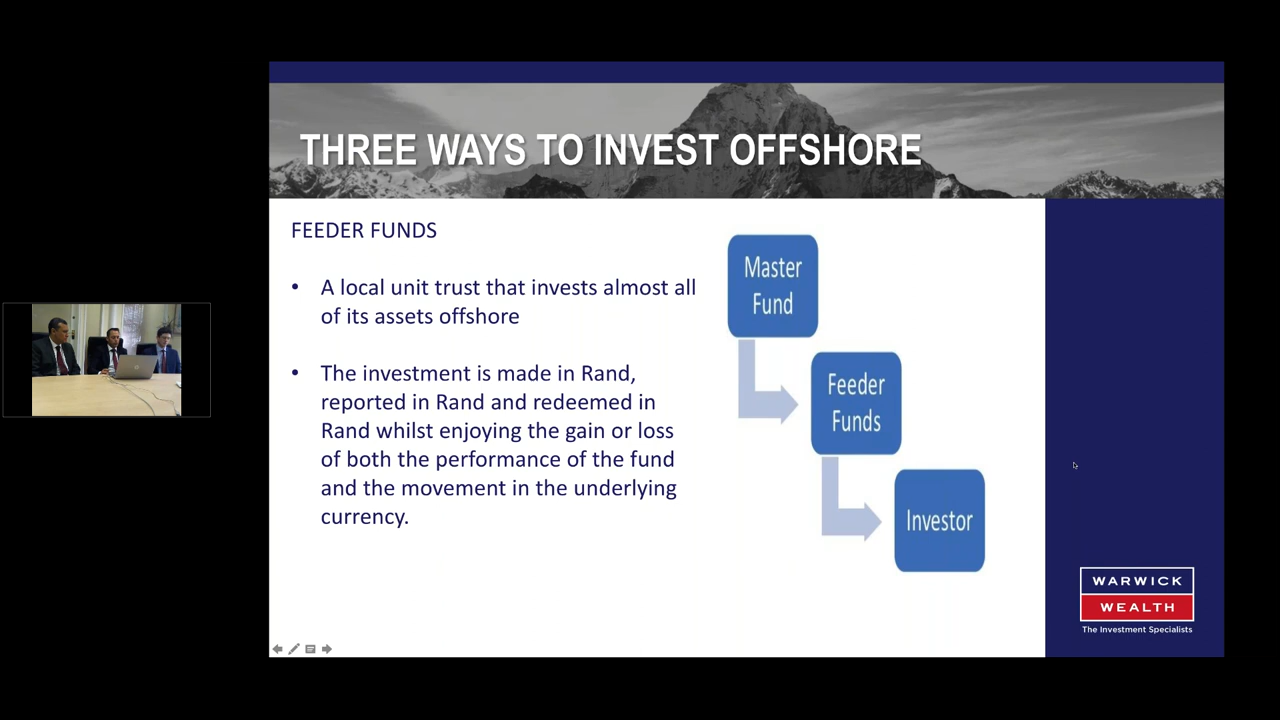 THREE WAYS TO INVEST OFFSHORE
FEEDER FUNDS
• A local unit trust that invests almost all
of its assets offshore
• The investment is made in Rand,
reported in Rand and redeemed in
Rand whilst enjoying the gain or loss
of both the performance of the fund
and the movement in the underlying
currency.
Master
Fund
Feeder
Funds
Investor
WARWICK
WEALTH
The Investment Specialists